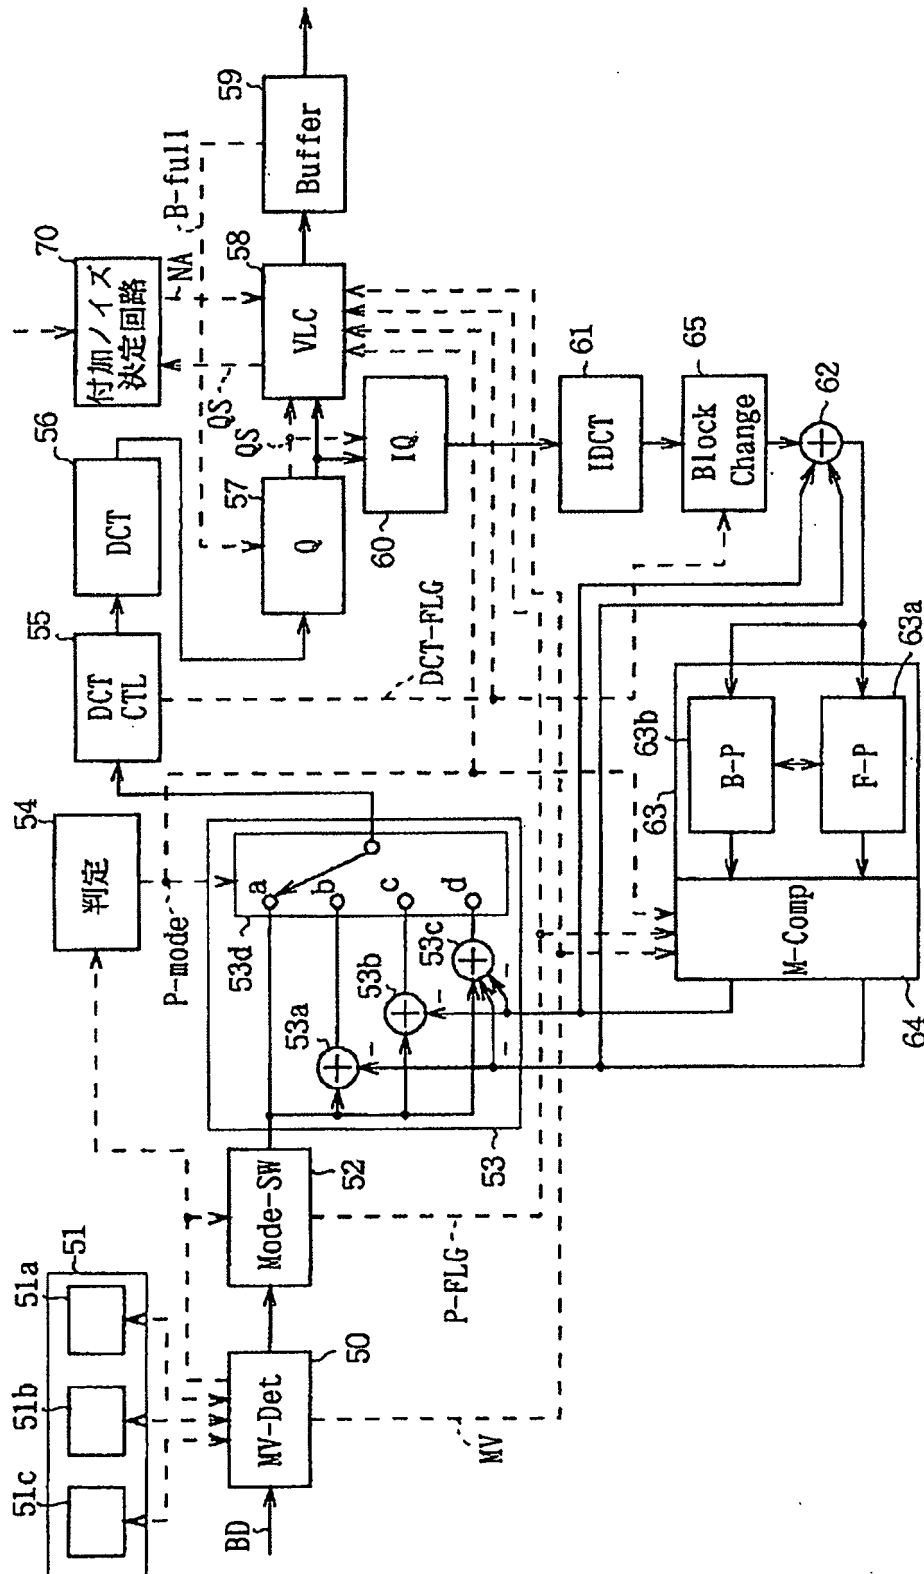 51
51a
51b
51c
BD
MV-Det
50
MV
Mode-SW
52
P-FLG
54
判定
P-mode
53d
a
b
c
d
53a
53b
53c
-
-
-
-
53
55
DCT
CTL
DCT-FLG
56
DCT
57
Q
QS
70
付加ノイズ
決定回路
NA
QS
B-full
58
VLC
59
Buffer
60
IQ
61
IDCT
65
Block
Change
62
63
63b
B-P
63a
F-P
M-Comp
64